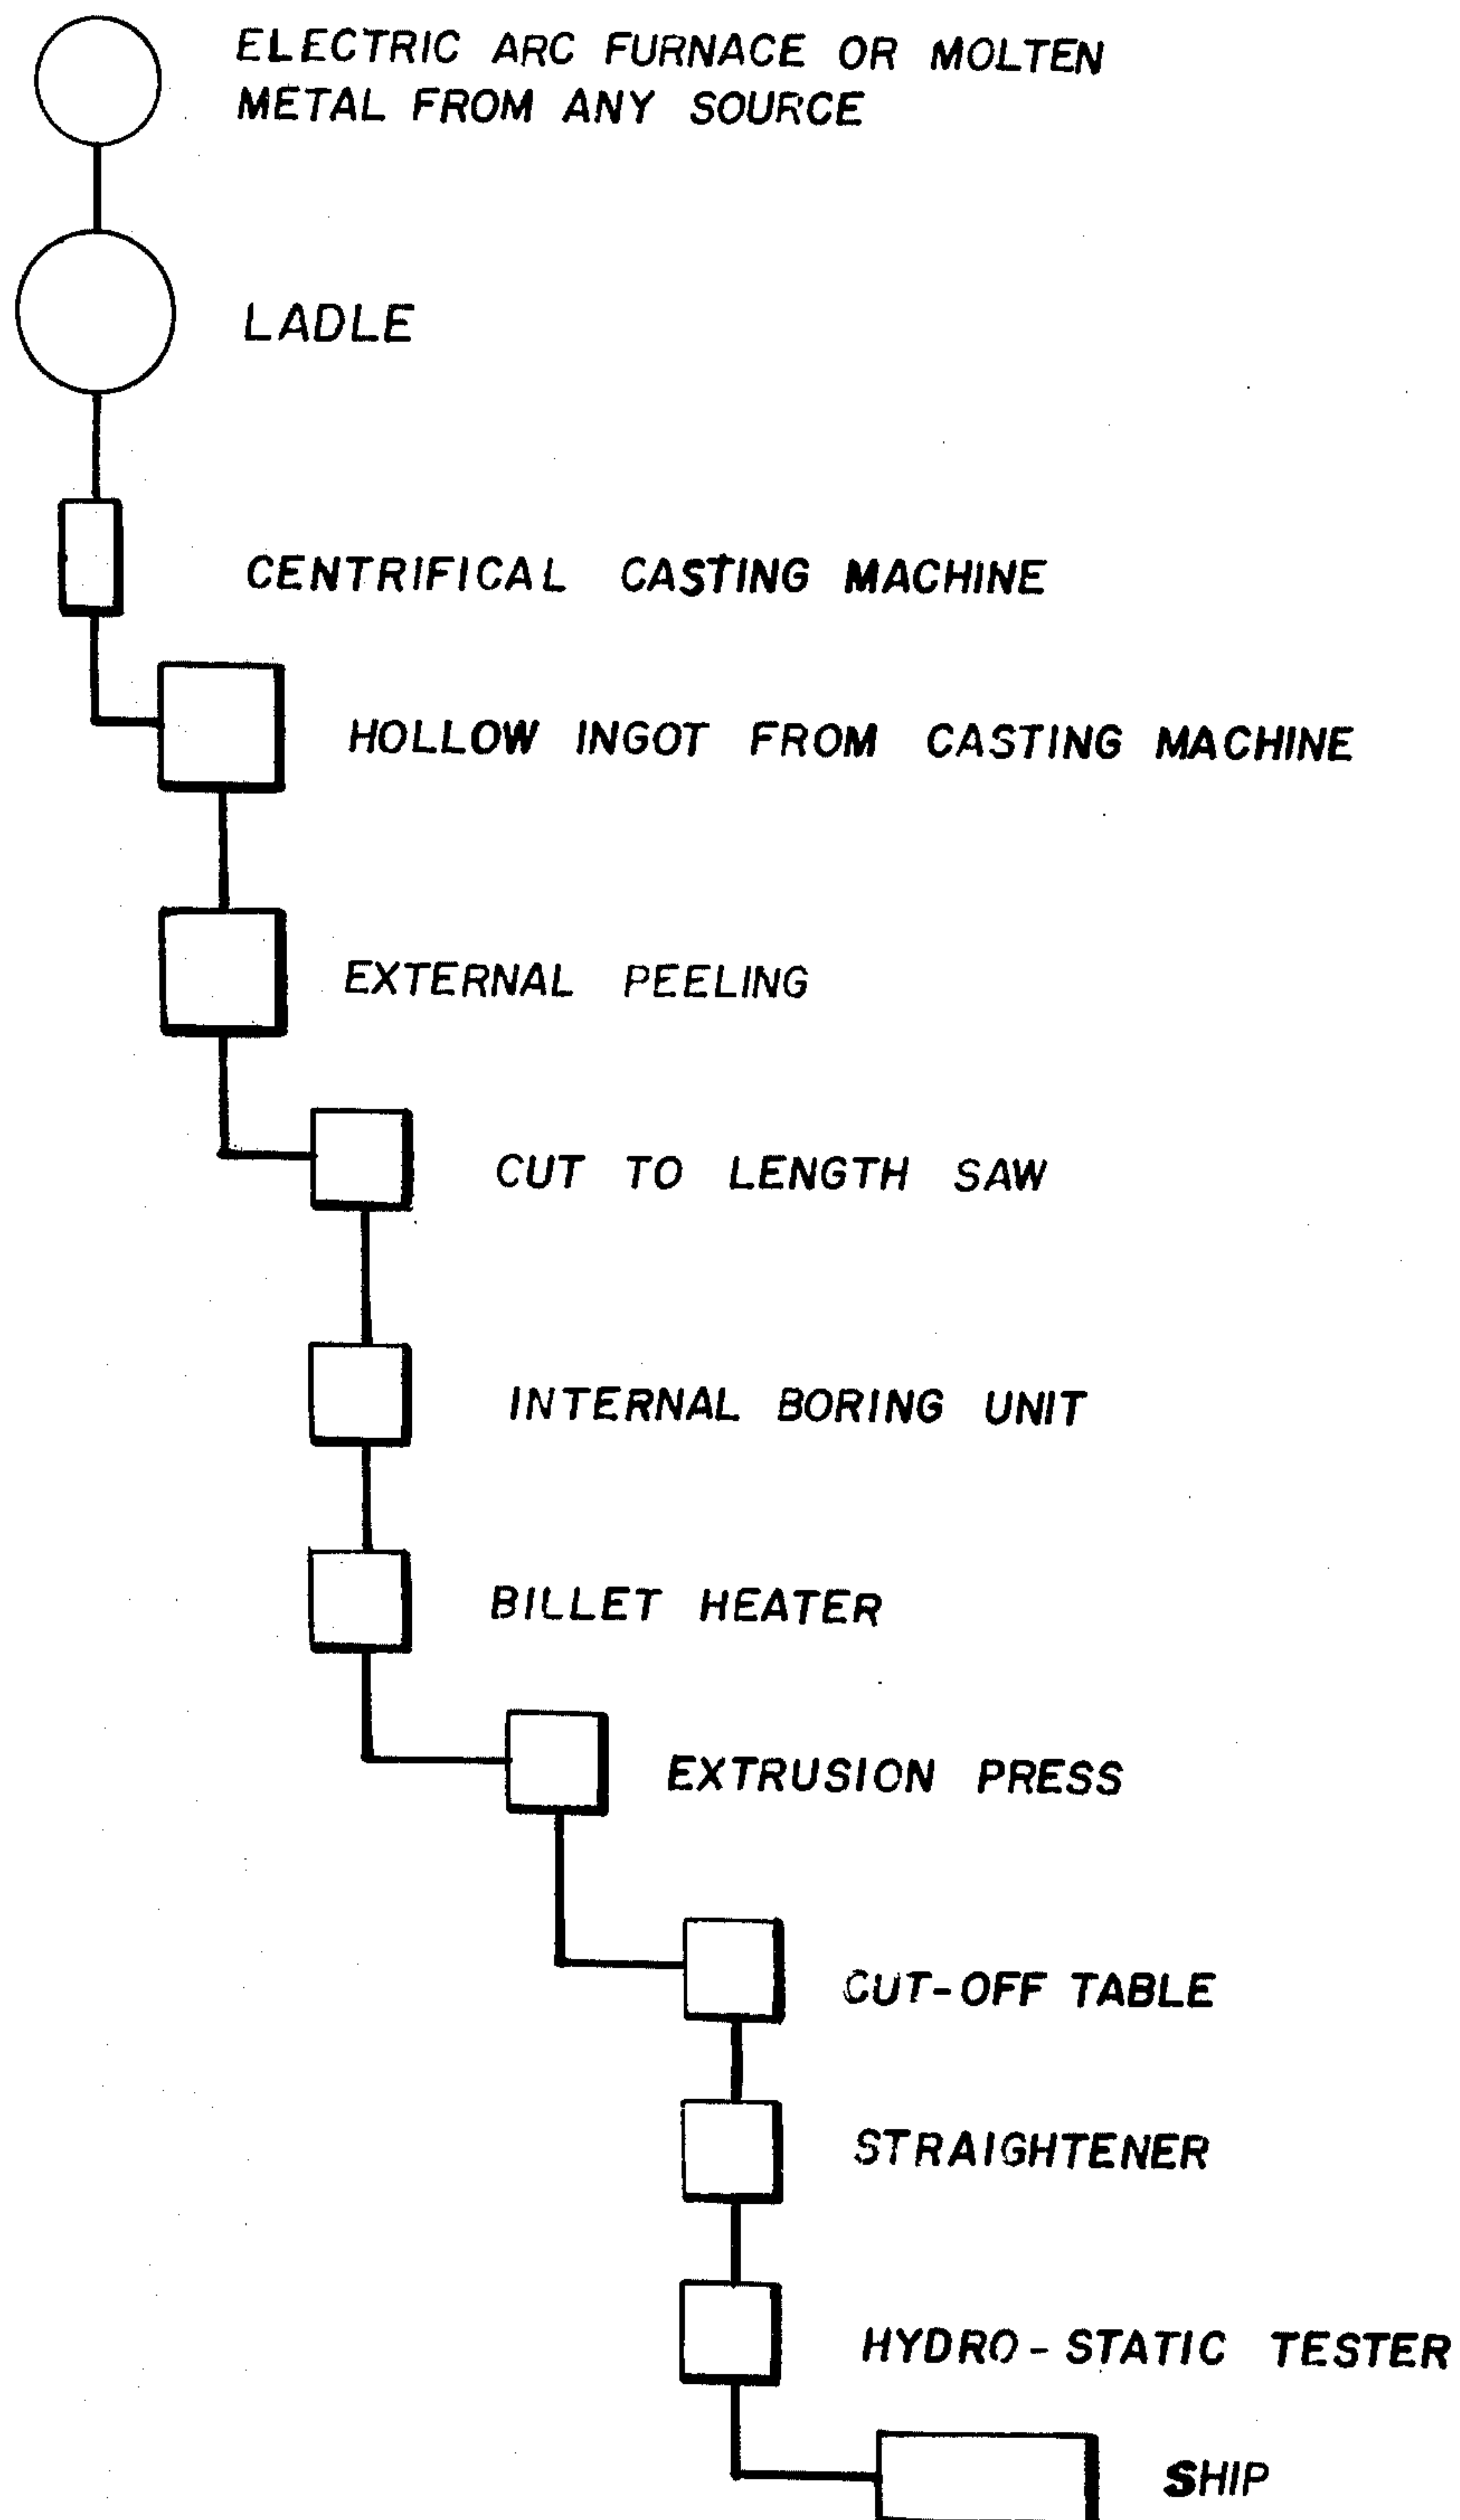 ELECTRIC ARC FURNACE OR MOLTEN
METAL FROM ANY SOURCE
LADLE
CENTRIFICAL CASTING MACHINE
HOLLOW INGOT FROM CASTING MACHINE
EXTERNAL PEELING
CUT TO LENGTH SAW
INTERNAL BORING UNIT
BILLET HEATER
EXTRUSION PRESS
CUT-OFF TABLE
STRAIGHTENER
HYDRO-STATIC TESTER
SHIP